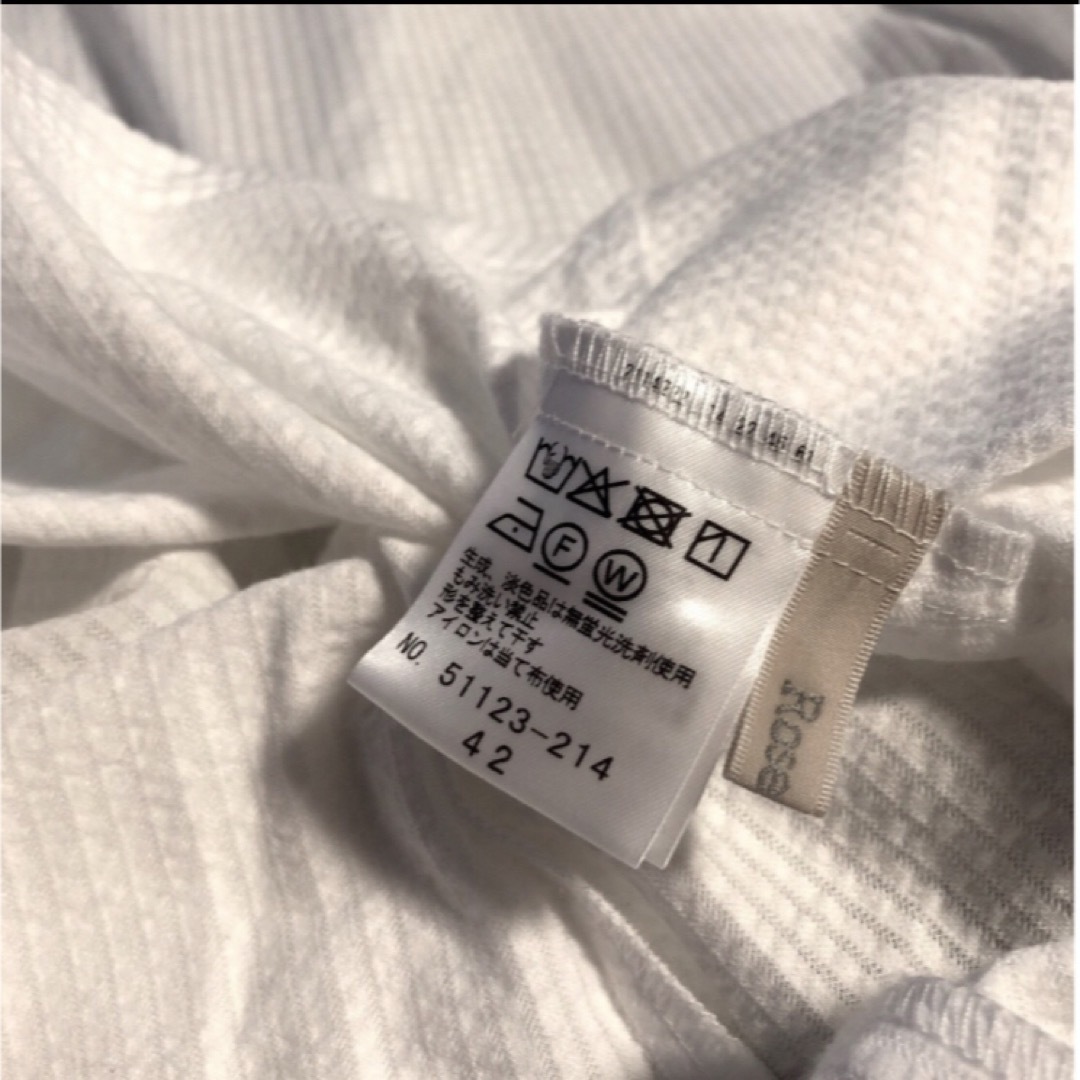 F
W
生成、淡色品は無蛍光洗剤使用
もみ洗い禁止
形を整えて干す
アイロンは当て布使用
NO. 51123-214
42